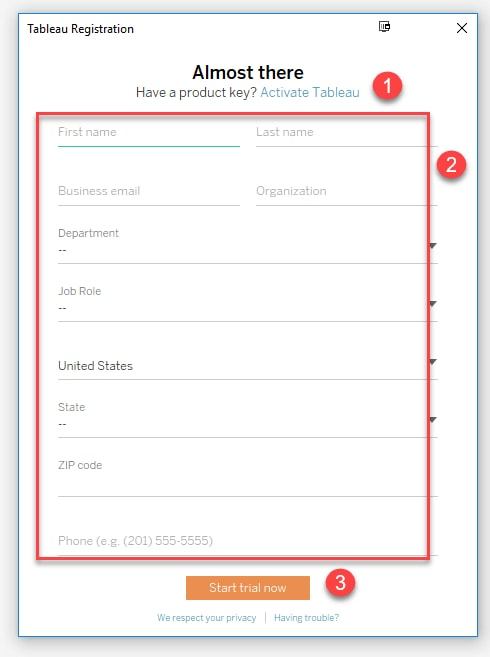 Tableau Registration
Almost there
Have a product key? Activate Tableau
1
First name Last name
2
Business email Organization
Department
--
Job Role
--
United States
State
--
ZIP code
Phone (e.g. (201) 555-5555)
Start trial now
3
We respect your privacy | Having trouble?